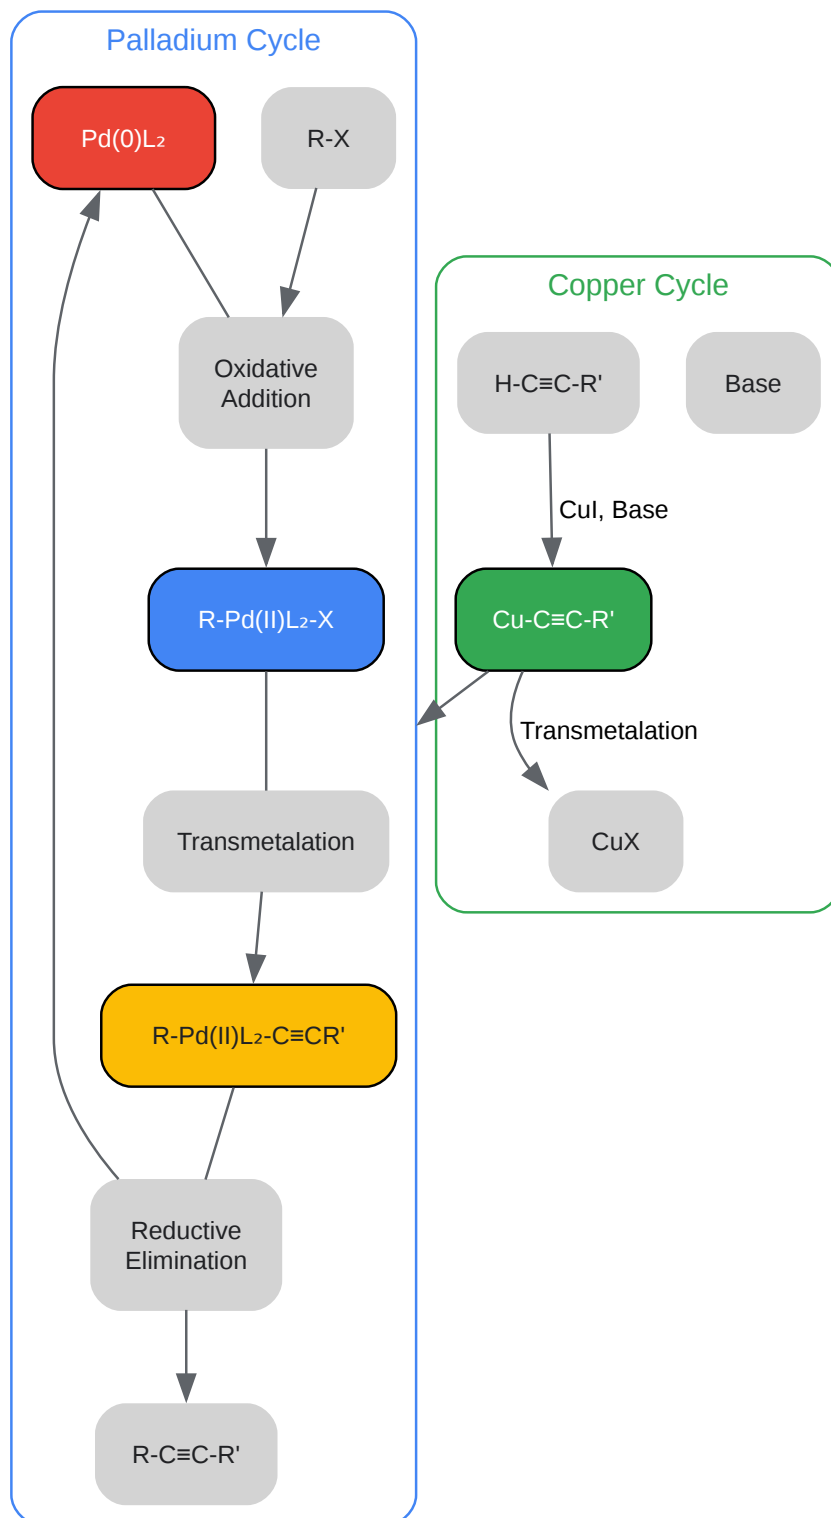 Palladium Cycle
Pd(0)L₂
R-X
Oxidative
Addition
R-Pd(II)L₂-X
Transmetalation
R-Pd(II)L₂-C≡CR'
Reductive
Elimination
R-C≡C-R'
Copper Cycle
H-C≡C-R'
Base
CuI, Base
Cu-C≡C-R'
Transmetalation
CuX